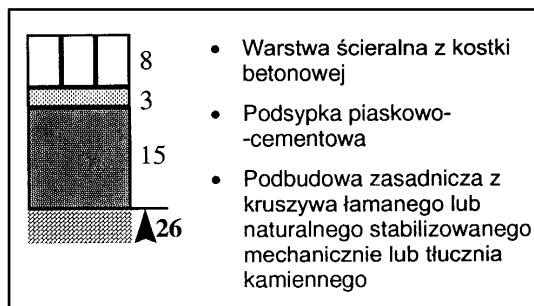 8
3
15
26
• Warstwa ścieralna z kostki
betonowej
• Podsypka piaskowo-
-cementowa
• Podbudowa zasadnicza z
kruszywa łamanego lub
naturalnego stabilizowanego
mechanicznie lub tłucznia
kamiennego